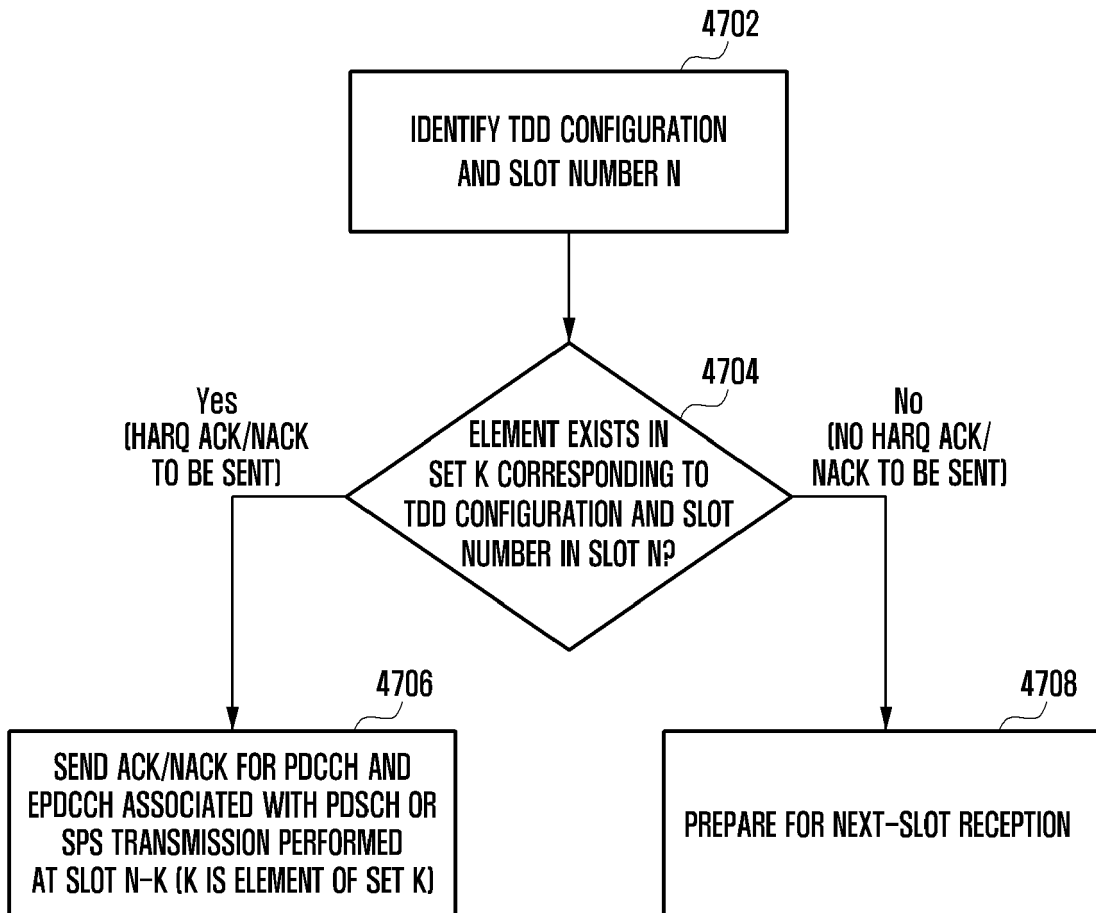 4702
IDENTIFY TDD CONFIGURATION
AND SLOT NUMBER N
4704
Yes
(HARQ ACK/NACK
TO BE SENT)
ELEMENT EXISTS IN
SET K CORRESPONDING TO
TDD CONFIGURATION AND SLOT
NUMBER IN SLOT N?
No
(NO HARQ ACK/
NACK TO BE SENT)
4706
SEND ACK/NACK FOR PDCCH AND
EPDCCH ASSOCIATED WITH PDSCH OR
SPS TRANSMISSION PERFORMED
AT SLOT N-K (K IS ELEMENT OF SET K)
4708
PREPARE FOR NEXT-SLOT RECEPTION